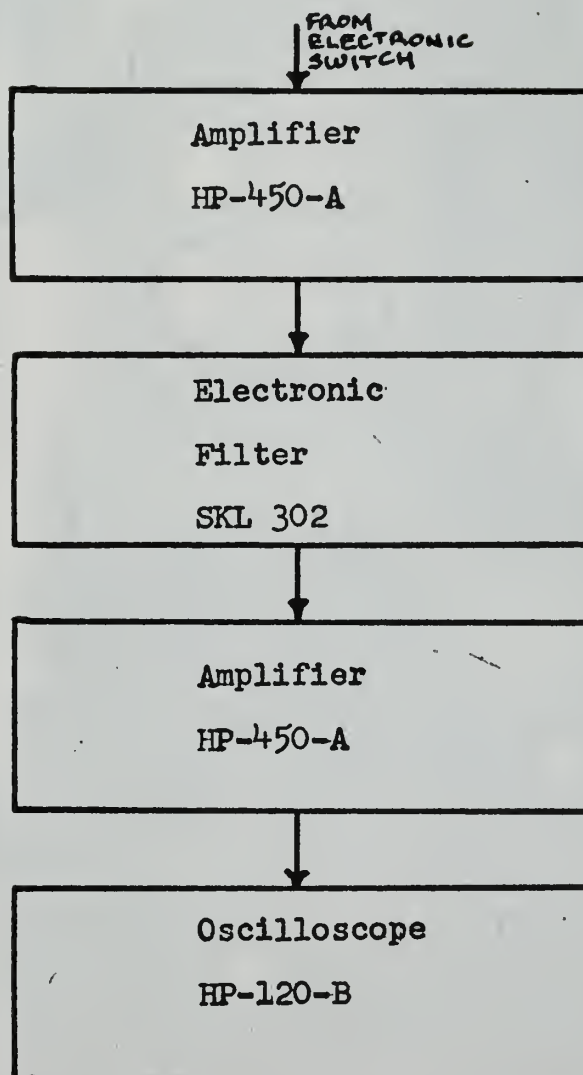 FROM
ELECTRONIC
SWITCH
Amplifier
HP-450-A
Electronic
Filter
SKL 302
Amplifier
HP-450-A
Oscilloscope
HP-120-B